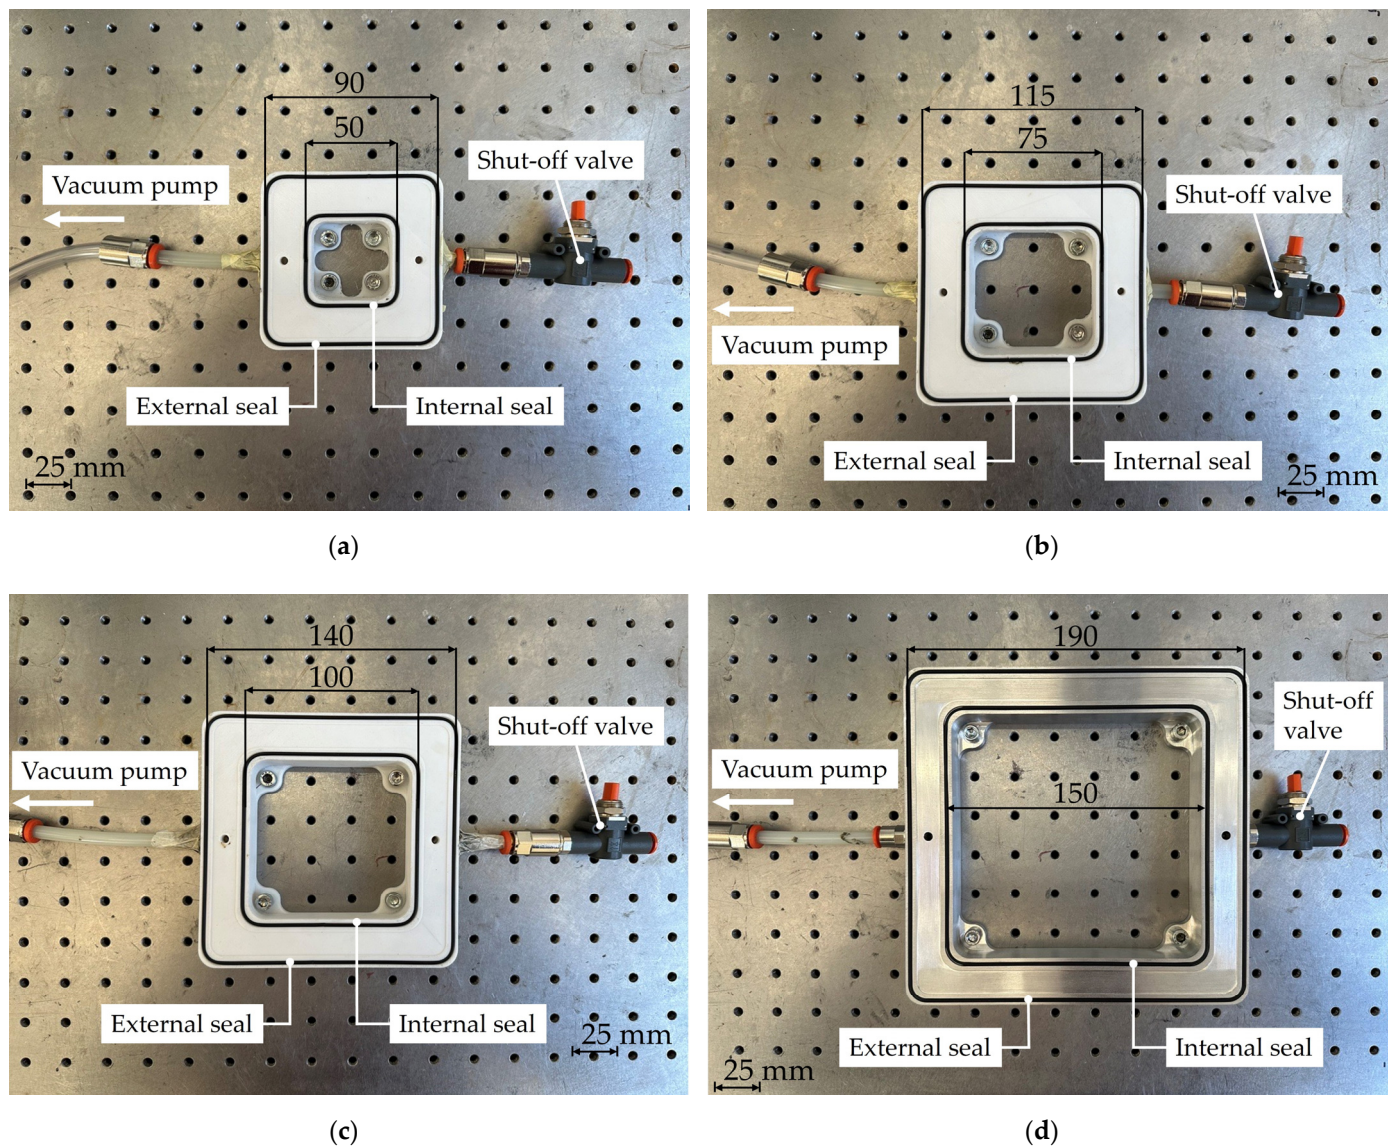 90
50
Shut-off valve
Vacuum pump
External seal
Internal seal
25 mm
(a)
115
75
Shut-off valve
Vacuum pump
External seal
Internal seal
25 mm
(b)
140
100
Shut-off valve
Vacuum pump
External seal
Internal seal
25 mm
(c)
190
Shut-off
valve
Vacuum pump
150
External seal
Internal seal
25 mm
(d)